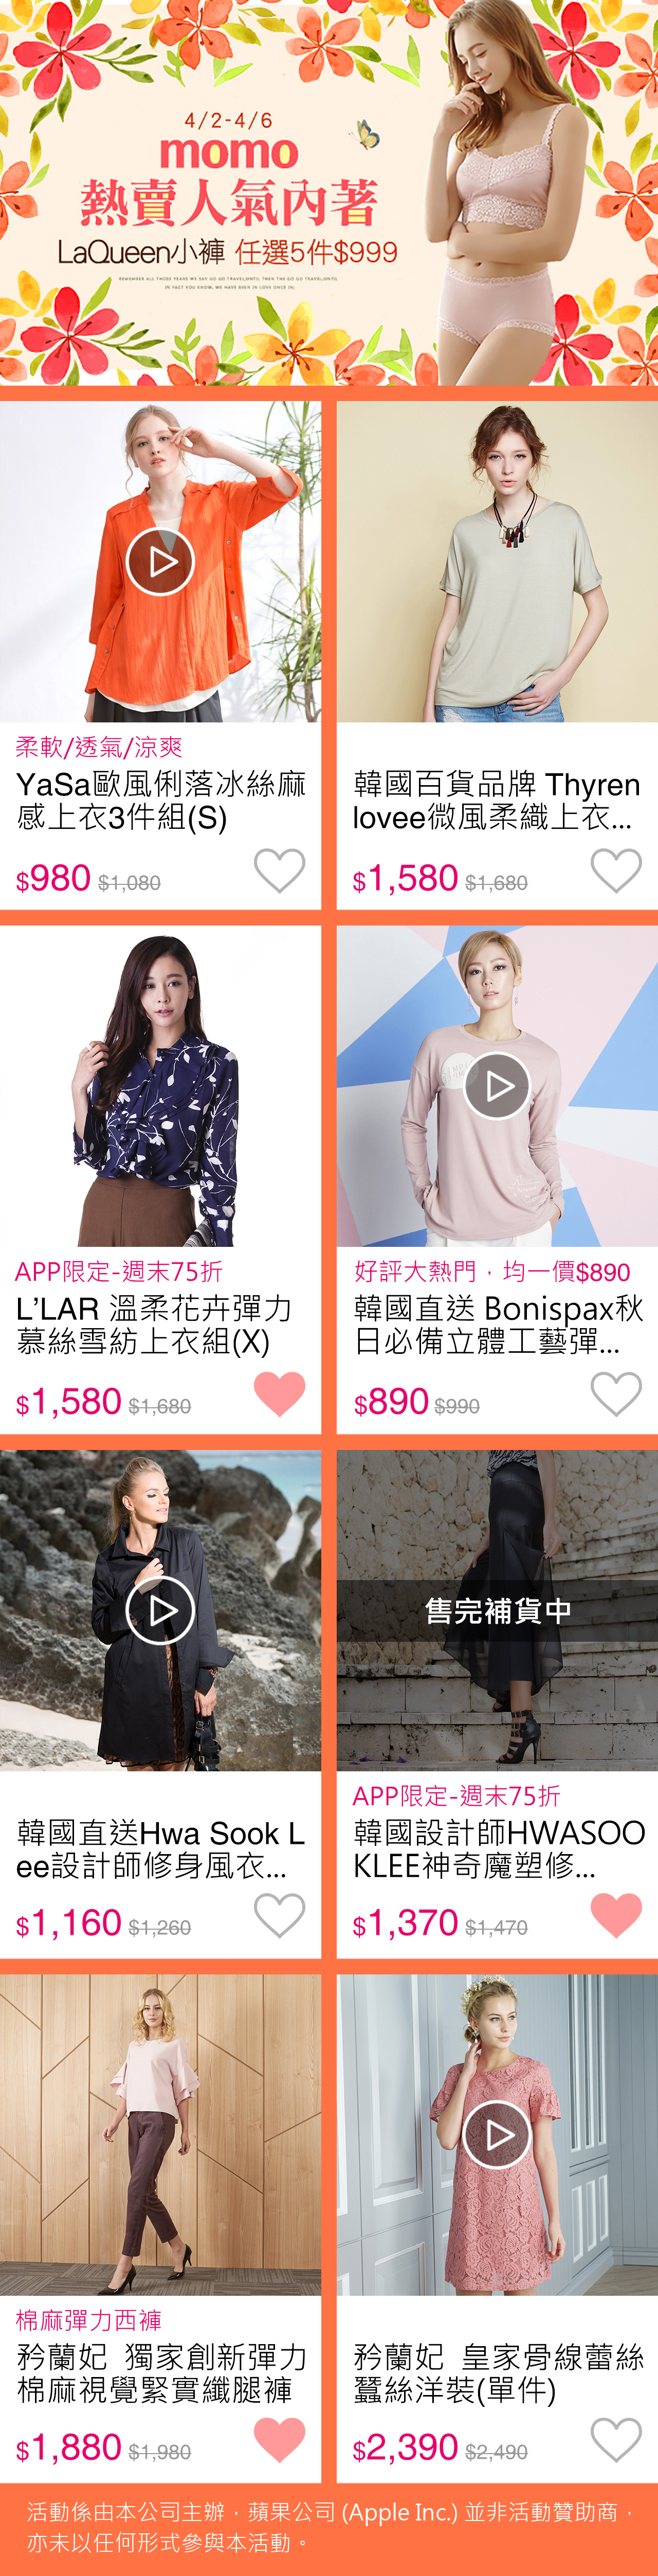 4/2-4/6
momo
熱賣人氣內著
LaQueen小褲 任選5件$999
REMEMBER ALL THOSE YEARS WE SAY GO GO TRAVEL(ONTIL THEN THE GO GO TRAVEL(ONTIL
IN FACT YOU KNOW, WE HAVE BEEN IN LOVE ONCE IN.
柔軟/透氣/涼爽
YaSa歐風俐落冰絲麻
感上衣3件組(S)
$980 $1,080
韓國百貨品牌 Thyren
lovee微風柔織上衣...
$1,580 $1,680
APP限定-週末75折
L'LAR 溫柔花卉彈力
慕絲雪紡上衣組(X)
$1,580 $1,680
好評大熱門，均一價$890
韓國直送 Bonispax秋
日必備立體工藝彈...
$890 $990
韓國直送Hwa Sook L
ee設計師修身風衣...
$1,160 $1,260
售完補貨中
APP限定-週末75折
韓國設計師HWASOO
KLEE神奇魔塑修...
$1,370 $1,470
棉麻彈力西褲
矜蘭妃 獨家創新彈力
棉麻視覺緊實纖腿褲
$1,880 $1,980
矜蘭妃 皇家骨線蕾絲
蠶絲洋裝(單件)
$2,390 $2,490
活動係由本公司主辦，蘋果公司 (Apple Inc.) 並非活動贊助商，
亦未以任何形式參與本活動。